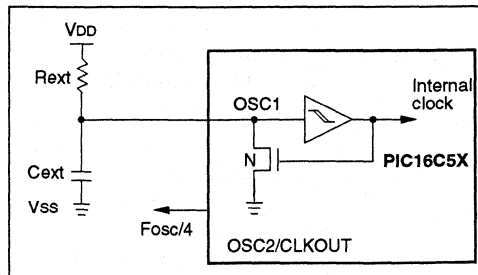 VDD
Rext
OSC1
Internal
clock
N
PIC16C5X
Cext
VSS
Fosc/4
OSC2/CLKOUT